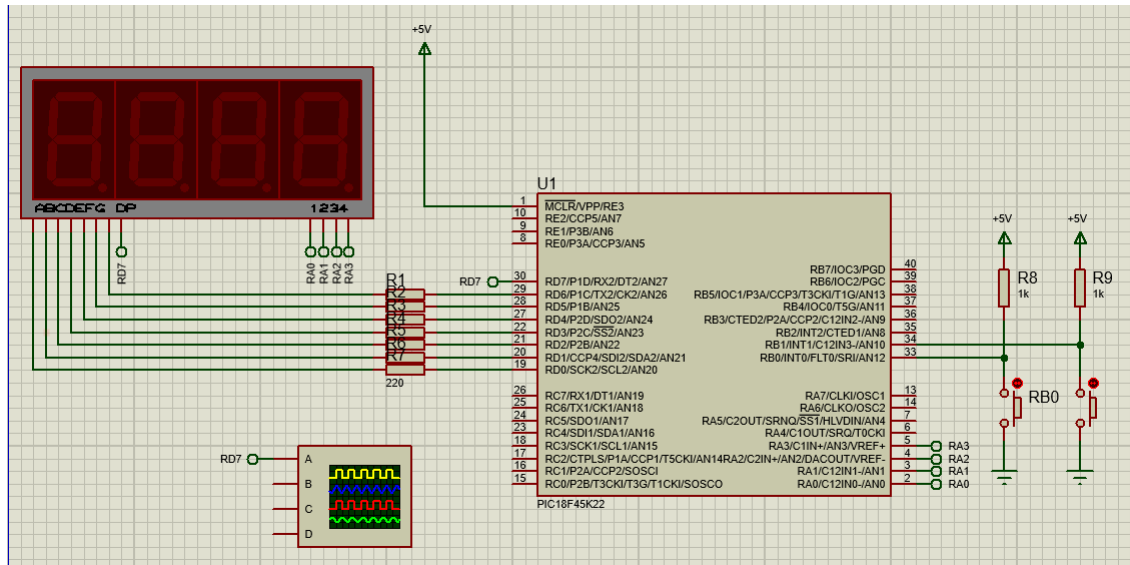 +5V
ABCDEFG DP
1234
RD7
RA0
RA1
RA2
RA3
R1
R2
R3
R4
R5
R6
R7
220
U1
1 MCLR/VPP/RE3
10 RE2/CCP5/AN7
9 RE1/P3B/AN6
8 RE0/P3A/CCP3/AN5
RD7 30 RD7/P1D/RX2/DT2/AN27
29 RD6/P1C/TX2/CK2/AN26
28 RD5/P1B/AN25
27 RD4/P2D/SDO2/AN24
22 RD3/P2C/SS2/AN23
21 RD2/P2B/AN22
20 RD1/CCP4/SDI2/SDA2/AN21
19 RD0/SCK2/SCL2/AN20
26 RC7/RX1/DT1/AN19
25 RC6/TX1/CK1/AN18
24 RC5/SDO1/AN17
23 RC4/SDI1/SDA1/AN16
18 RC3/SCK1/SCL1/AN15
17 RC2/CTPLS/P1A/CCP1/T5CKI/AN14
16 RC1/P2A/CCP2/SOSCI
15 RC0/P2B/T3CKI/T3G/T1CKI/SOSCO
RB7/IOC3/PGD 40
RB6/IOC2/PGC 39
RB5/IOC1/P3A/CCP3/T3CKI/T1G/AN13 38
RB4/IOC0/T5G/AN11 37
RB3/CTED2/P2A/CCP2/C12IN2-/AN9 36
RB2/INT2/CTED1/AN8 35
RB1/INT1/C12IN3-/AN10 34
RB0/INT0/FLT0/SRI/AN12 33
RA7/CLKI/OSC1 13
RA6/CLKO/OSC2 14
RA5/C2OUT/SRNQ/SS1/HLVDIN/AN4 7
RA4/C1OUT/SRQ/T0CKI 6
RA3/C1IN+/AN3/VREF+ 5 RA3
RA2/C2IN+/AN2/DACOUT/VREF- 4 RA2
RA1/C12IN1-/AN1 3 RA1
RA0/C12IN0-/AN0 2 RA0
PIC18F45K22
+5V
+5V
R8
1k
R9
1k
RB0
RD7
A
B
C
D